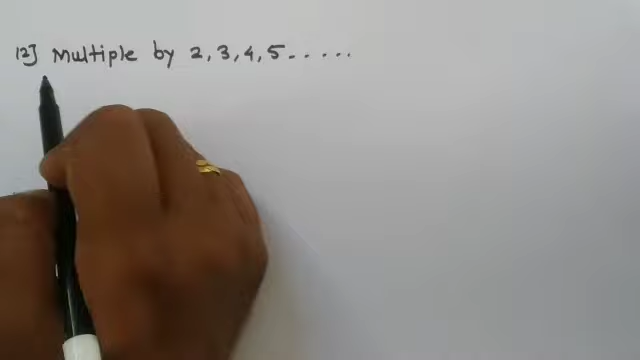 12] Multiple by 2, 3, 4, 5 - - . . .